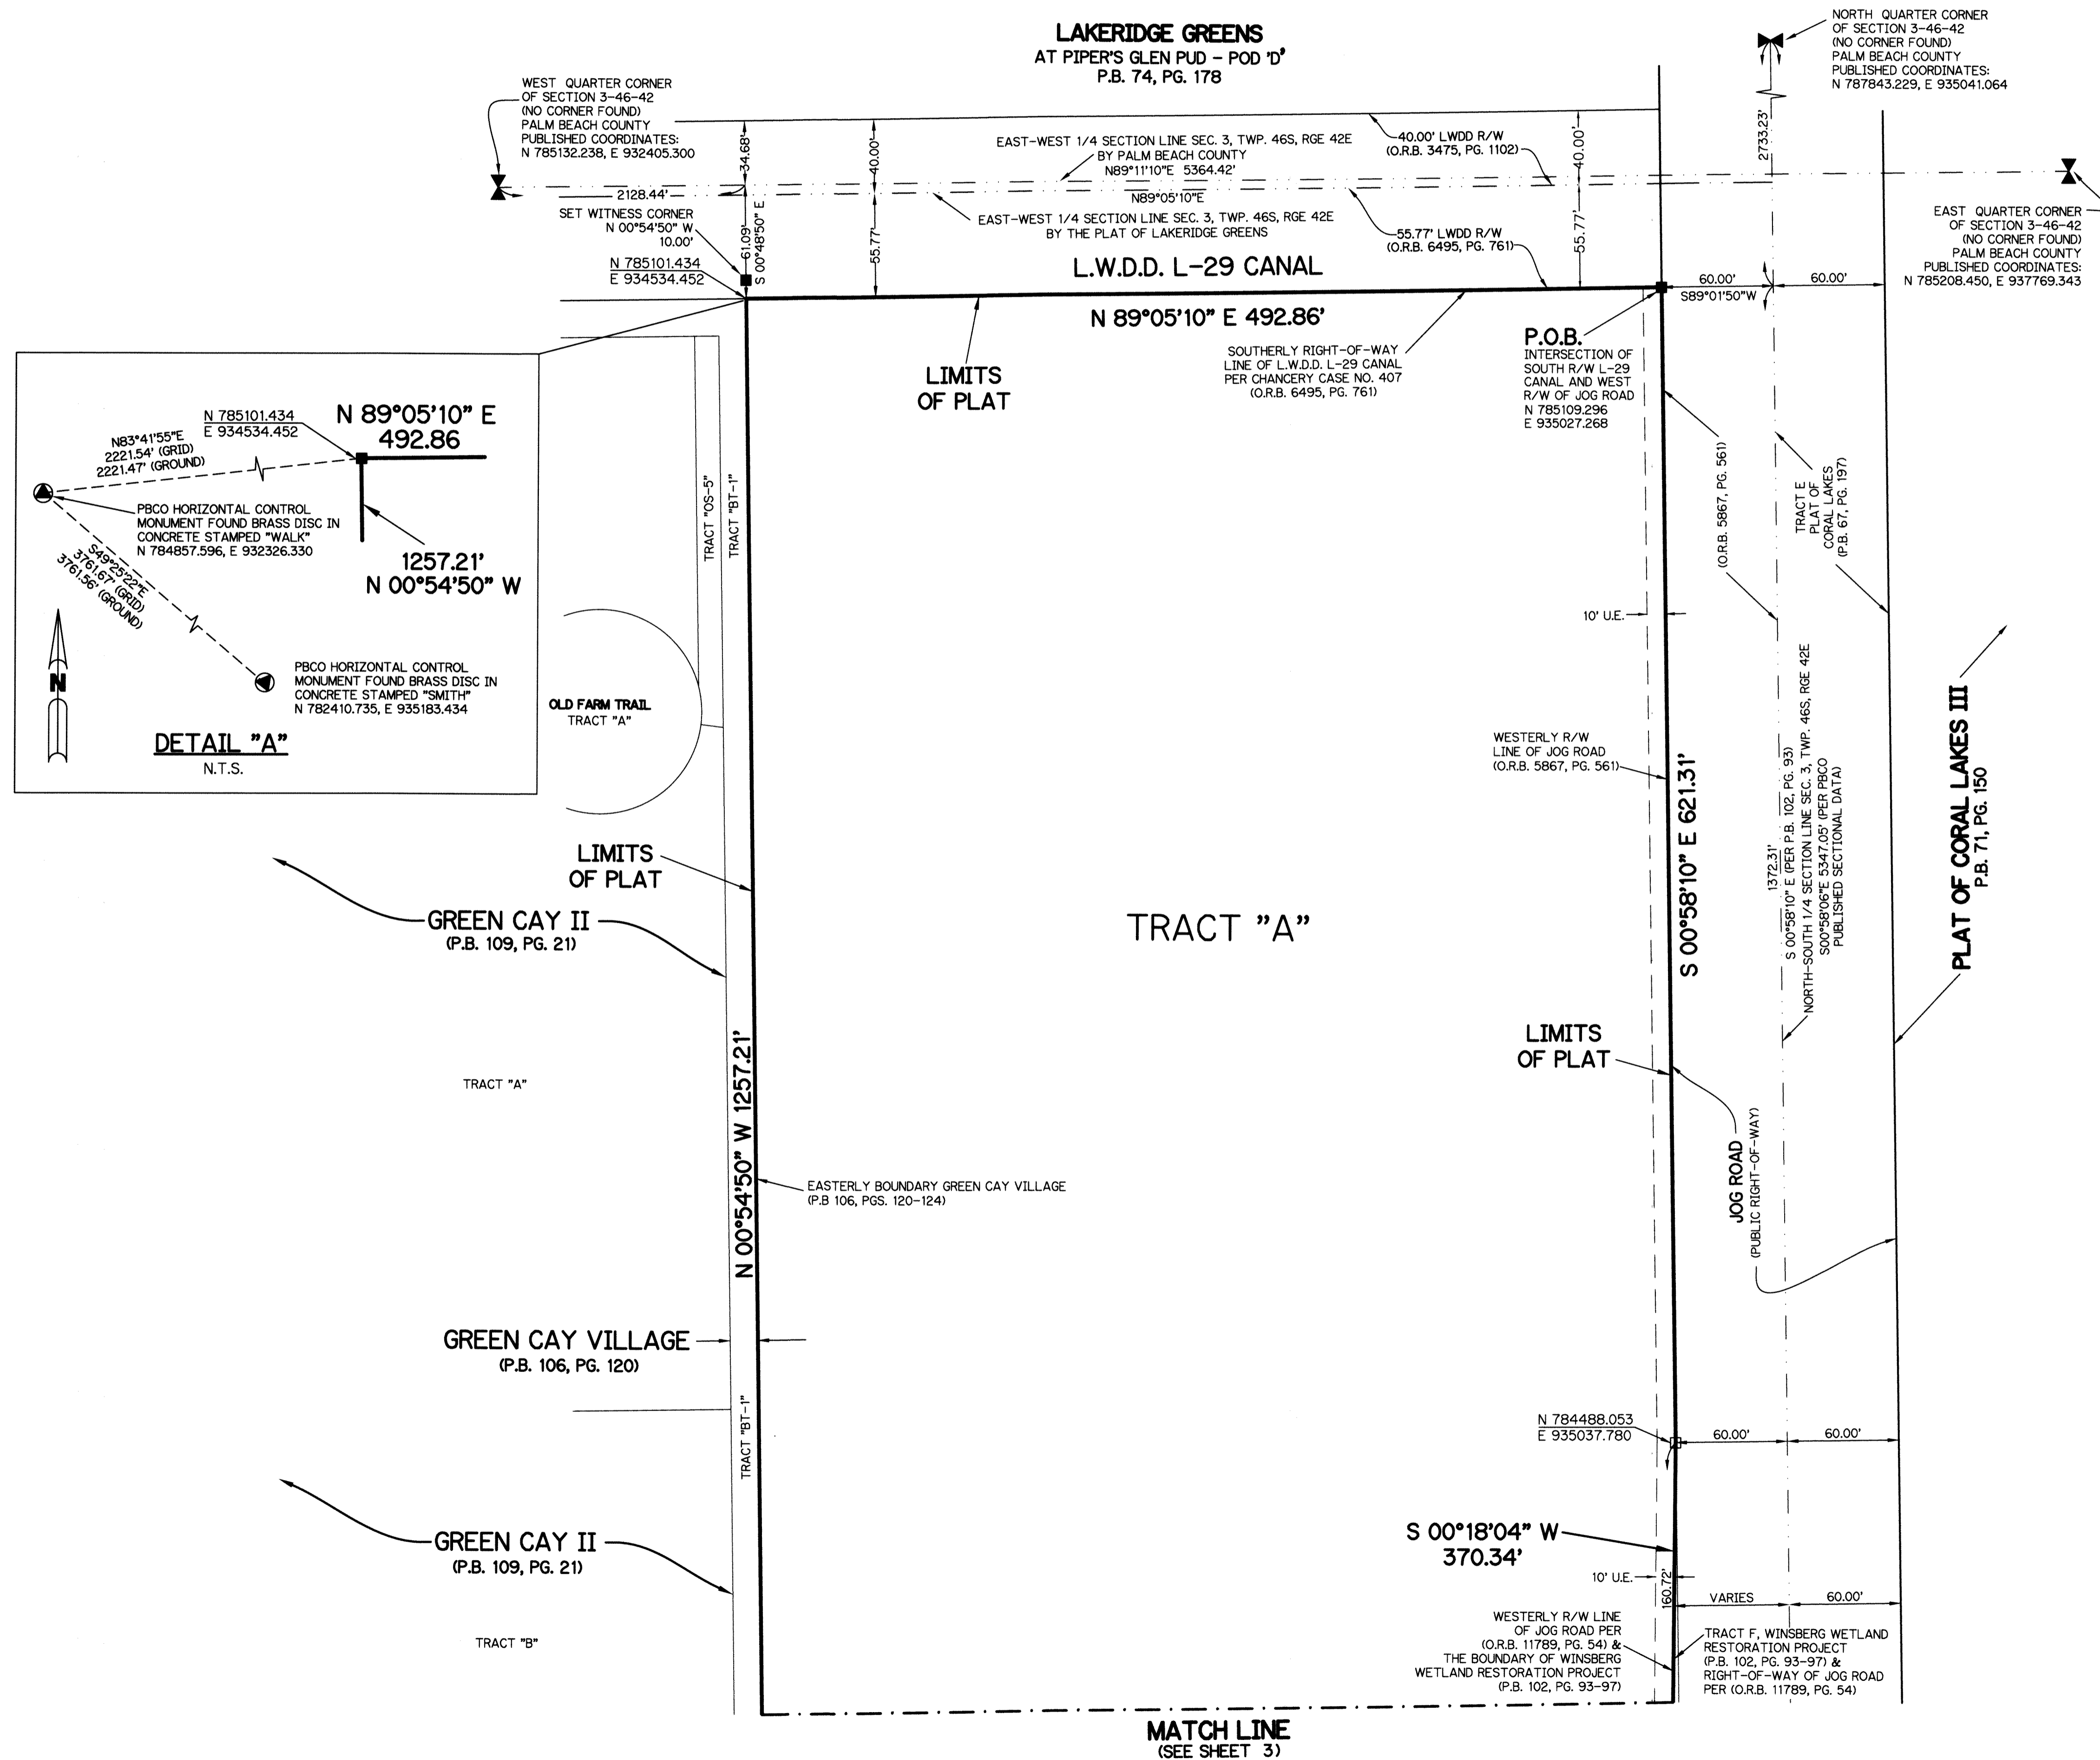 LAKERIDGE GREENS
AT PIPER'S GLEN PUD - POD 'D'
P.B. 74, PG. 178
NORTH QUARTER CORNER
OF SECTION 3-46-42
(NO CORNER FOUND)
PALM BEACH COUNTY
PUBLISHED COORDINATES:
N 787843.229, E 935041.064
WEST QUARTER CORNER
OF SECTION 3-46-42
(NO CORNER FOUND)
PALM BEACH COUNTY
PUBLISHED COORDINATES:
N 785132.238, E 932405.300
34.68'
40.00'
EAST-WEST 1/4 SECTION LINE SEC. 3, TWP. 46S, RGE 42E
BY PALM BEACH COUNTY
N89°11'10"E 5364.42'
40.00' LWDD R/W
(O.R.B. 3475, PG. 1102)
40.00'
2733.23'
2128.44'
N89°05'10"E
EAST-WEST 1/4 SECTION LINE SEC. 3, TWP. 46S, RGE 42E
BY THE PLAT OF LAKERIDGE GREENS
55.77' LWDD R/W
(O.R.B. 6495, PG. 761)
SET WITNESS CORNER
N 00°54'50" W
10.00'
61.09'
S 00°48'50" E
55.77'
55.77'
EAST QUARTER CORNER
OF SECTION 3-46-42
(NO CORNER FOUND)
PALM BEACH COUNTY
PUBLISHED COORDINATES:
N 785208.450, E 937769.343
N 785101.434
E 934534.452
L.W.D.D. L-29 CANAL
N 89°05'10" E 492.86'
60.00'
S89°01'50"W
60.00'
LIMITS
OF PLAT
SOUTHERLY RIGHT-OF-WAY
LINE OF L.W.D.D. L-29 CANAL
PER CHANCERY CASE NO. 407
(O.R.B. 6495, PG. 761)
P.O.B.
INTERSECTION OF
SOUTH R/W L-29
CANAL AND WEST
R/W OF JOG ROAD
N 785109.296
E 935027.268
N 785101.434
E 934534.452
N 89°05'10" E
492.86
N83°41'55"E
2221.54' (GRID)
2221.47' (GROUND)
PBCO HORIZONTAL CONTROL
MONUMENT FOUND BRASS DISC IN
CONCRETE STAMPED "WALK"
N 784857.596, E 932326.330
1257.21'
N 00°54'50" W
S49°25'22"E
3761.67' (GRID)
3761.56' (GROUND)
N
PBCO HORIZONTAL CONTROL
MONUMENT FOUND BRASS DISC IN
CONCRETE STAMPED "SMITH"
N 782410.735, E 935183.434
DETAIL "A"
N.T.S.
TRACT "OS-5"
TRACT "BT-1"
OLD FARM TRAIL
TRACT "A"
(O.R.B. 5867, PG. 561)
TRACT E
PLAT OF
CORAL LAKES
(P.B. 67, PG. 197)
10' U.E.
WESTERLY R/W
LINE OF JOG ROAD
(O.R.B. 5867, PG. 561)
S 00°58'10" E 621.31'
1372.31'
S 00°58'10" E (PER P.B. 102, PG. 93)
NORTH-SOUTH 1/4 SECTION LINE SEC. 3, TWP. 46S, RGE 42E
S00°58'06"E 5347.05' (PER PBCO
PUBLISHED SECTIONAL DATA)
PLAT OF CORAL LAKES III
P.B. 71, PG. 150
LIMITS
OF PLAT
GREEN CAY II
(P.B. 109, PG. 21)
TRACT "A"
LIMITS
OF PLAT
TRACT "A"
N 00°54'50" W 1257.21'
EASTERLY BOUNDARY GREEN CAY VILLAGE
(P.B 106, PGS. 120-124)
JOG ROAD
(PUBLIC RIGHT-OF-WAY)
GREEN CAY VILLAGE
(P.B. 106, PG. 120)
TRACT "BT-1"
N 784488.053
E 935037.780
60.00'
60.00'
GREEN CAY II
(P.B. 109, PG. 21)
S 00°18'04" W
370.34'
10' U.E.
160.72'
VARIES
60.00'
TRACT "B"
WESTERLY R/W LINE
OF JOG ROAD PER
(O.R.B. 11789, PG. 54) &
THE BOUNDARY OF WINSBERG
WETLAND RESTORATION PROJECT
(P.B. 102, PG. 93-97)
TRACT F, WINSBERG WETLAND
RESTORATION PROJECT
(P.B. 102, PG. 93-97) &
RIGHT-OF-WAY OF JOG ROAD
PER (O.R.B. 11789, PG. 54)
MATCH LINE
(SEE SHEET 3)